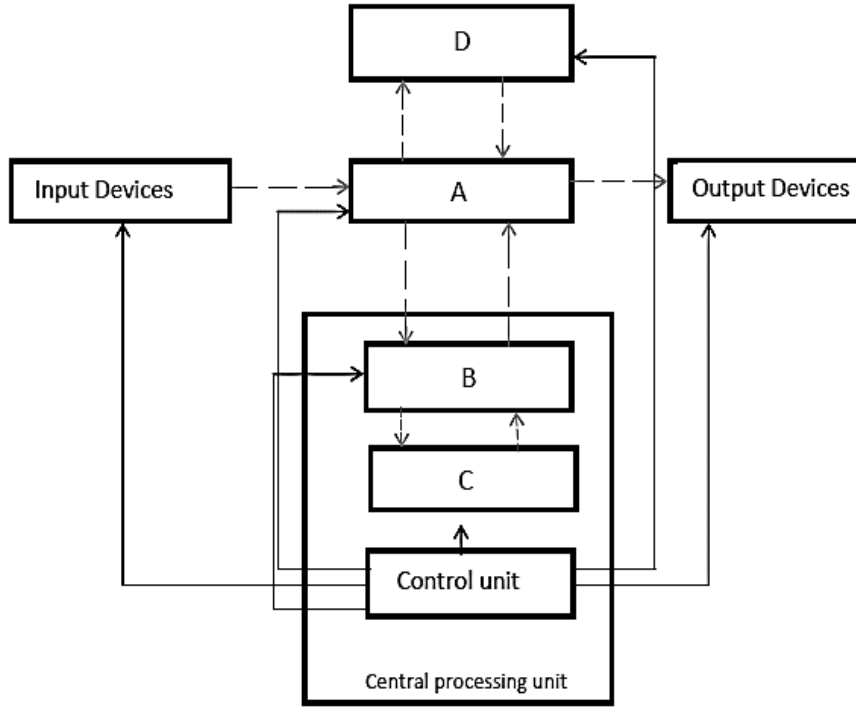 D
Input Devices
A
Output Devices
B
C
Control unit
Central processing unit